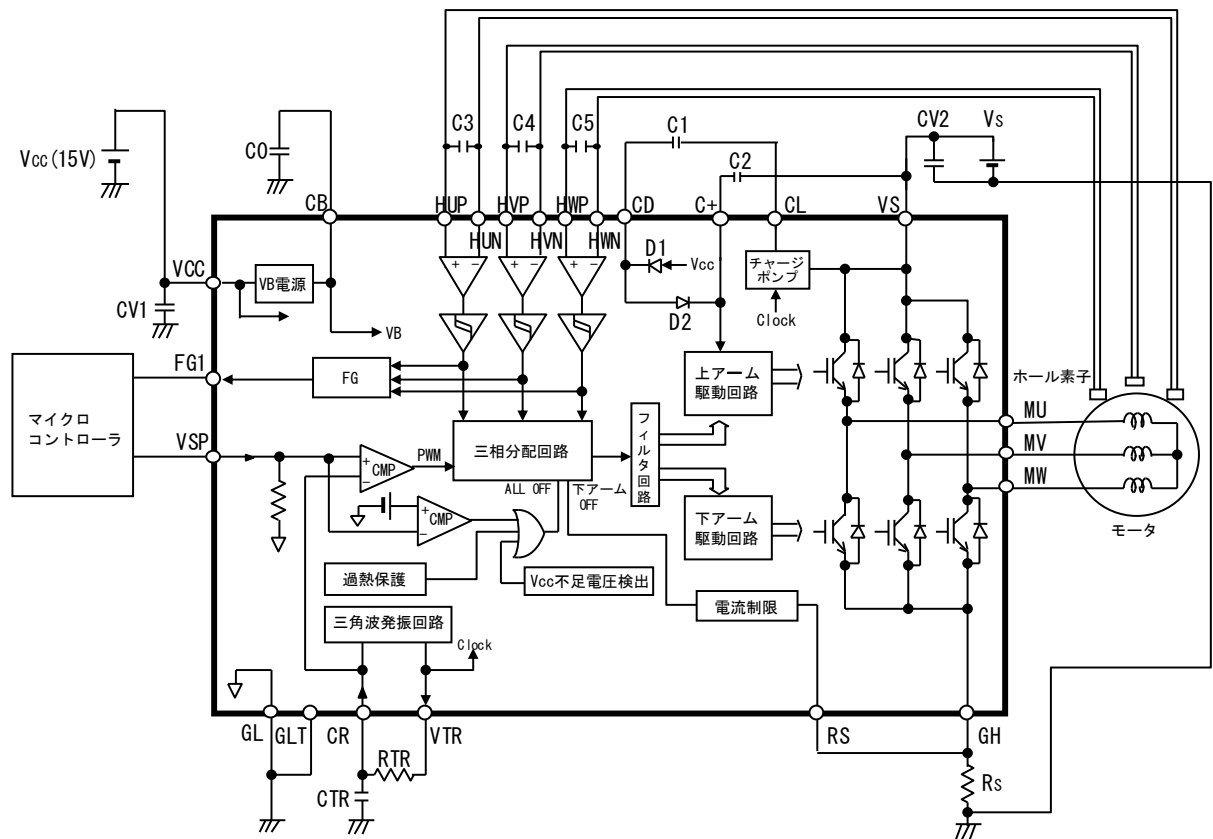 C3
C4
C5
C1
C2
CV2
Vs
Vcc(15V)
C0
CB
HUP
HVP
HWP
CD
C+
CL
VS
HUN
HVN
HWN
VCC
VB電源
CV1
VB
D1
Vcc
D2
チャージ
ポンプ
Clock
+ −
+ −
+ −
FG1
FG
上アーム
駆動回路
ホール素子
マイクロ
コントローラ
VSP
+
−
CMP
PWM
三相分配回路
ALL OFF
下アーム
OFF
フィルタ回路
MU
MV
MW
+
−
CMP
下アーム
駆動回路
モータ
過熱保護
Vcc不足電圧検出
電流制限
三角波発振回路
Clock
GL
GLT
CR
VTR
RS
GH
RTR
CTR
Rs